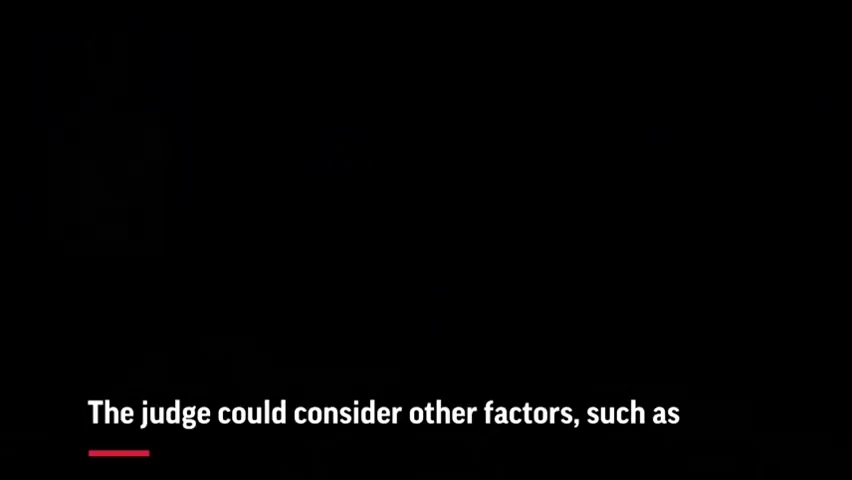 The judge could consider other factors, such as